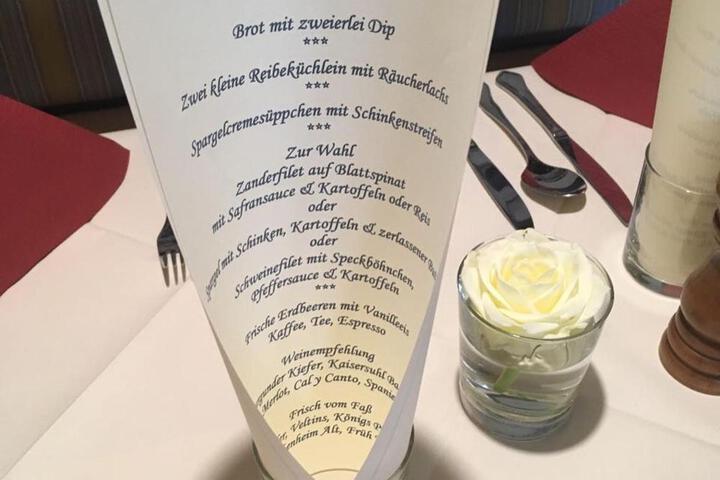 Brot mit zweierlei Dip
***
Zwei kleine Reibeküchlein mit Räucherlachs
***
Spargelcremesüppchen mit Schinkenstreifen
***
Zur Wahl
Zanderfilet auf Blattspinat
mit Safransauce & Kartoffeln oder Reis
oder
Spargel mit Schinken, Kartoffeln & zerlassener
oder
Schweinefilet mit Speckböhnchen,
Pfeffersauce & Kartoffeln
***
Frische Erdbeeren mit Vanilleeis
Kaffee, Tee, Espresso
Weinempfehlung
Kiefer, Kaisersuhl
Merlot, Cal y Canto,
Frisch vom Faß
Veltins, Königs
Alt, Früh